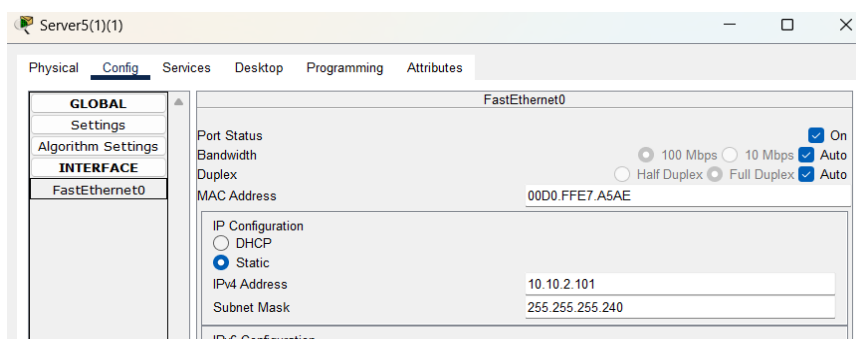 Server5(1)(1)
Physical Config Services Desktop Programming Attributes
GLOBAL
Settings
Algorithm Settings
INTERFACE
FastEthernet0
FastEthernet0
Port Status On
Bandwidth 100 Mbps 10 Mbps Auto
Duplex Half Duplex Full Duplex Auto
MAC Address 00D0.FFE7.A5AE
IP Configuration
DHCP
Static
IPv4 Address 10.10.2.101
Subnet Mask 255.255.255.240
IPv6 Configuration